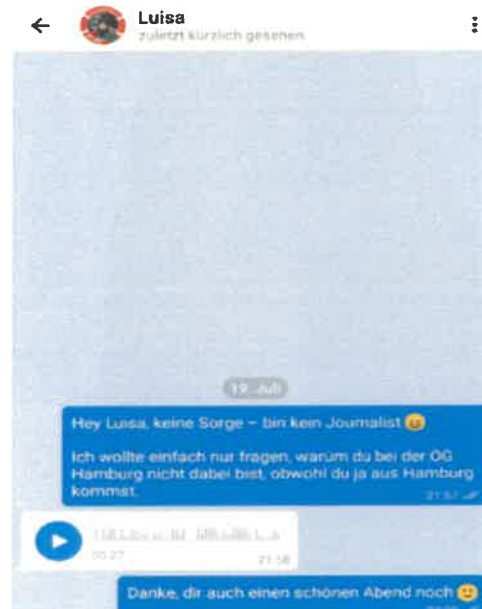 Luisa
zuletzt kürzlich gesehen
19. Juli
Hey Luisa, keine Sorge – bin kein Journalist 😄
Ich wollte einfach nur fragen, warum du bei der OG
Hamburg nicht dabei bist, obwohl du ja aus Hamburg
kommst.
21:57
00:27
21:58
Danke, dir auch einen schönen Abend noch 🙂